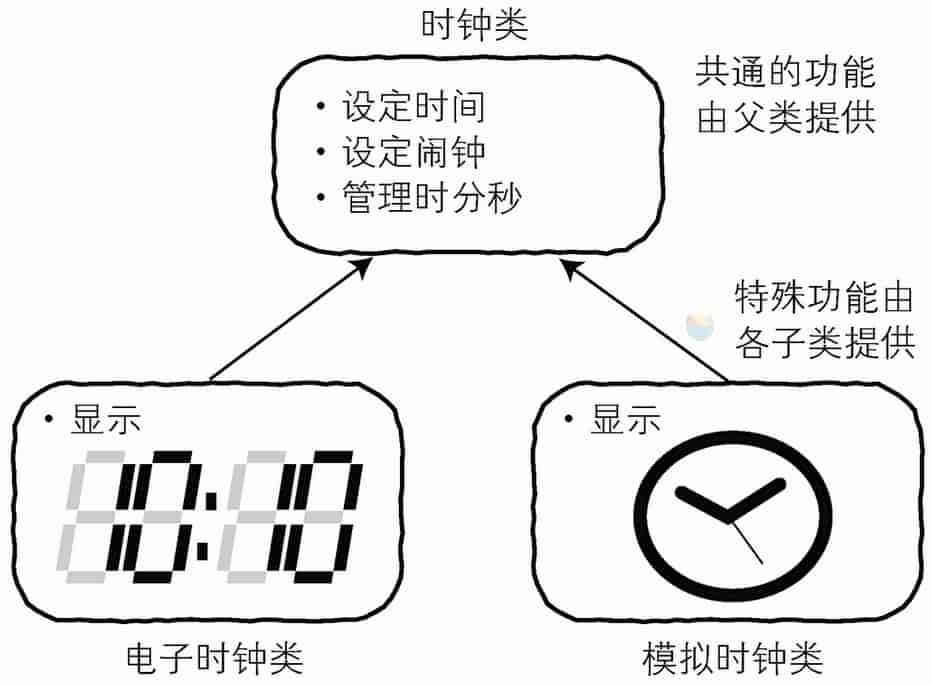 时钟类
共通的功能
由父类提供
• 设定时间
• 设定闹钟
• 管理时分秒
特殊功能由
各子类提供
• 显示
10:10
• 显示
电子时钟类
模拟时钟类